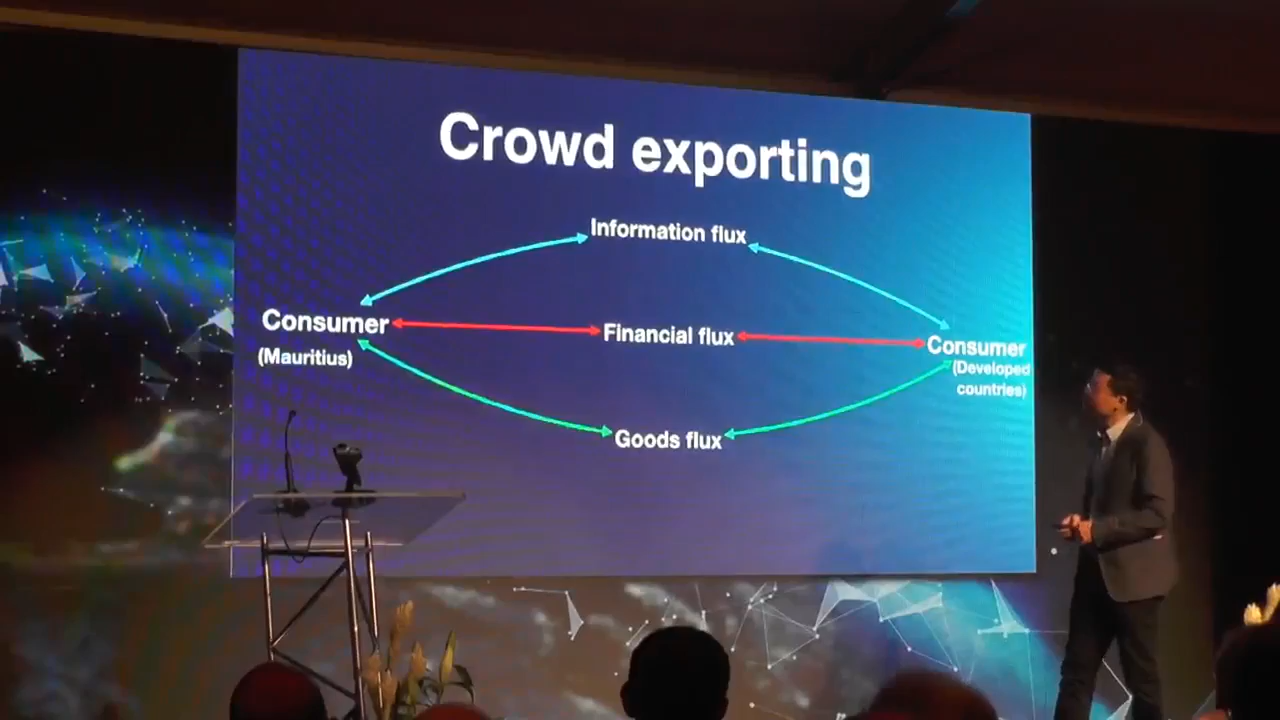 Crowd exporting
Information flux
Consumer
(Mauritius)
Financial flux
Consumer
(Developed
countries)
Goods flux